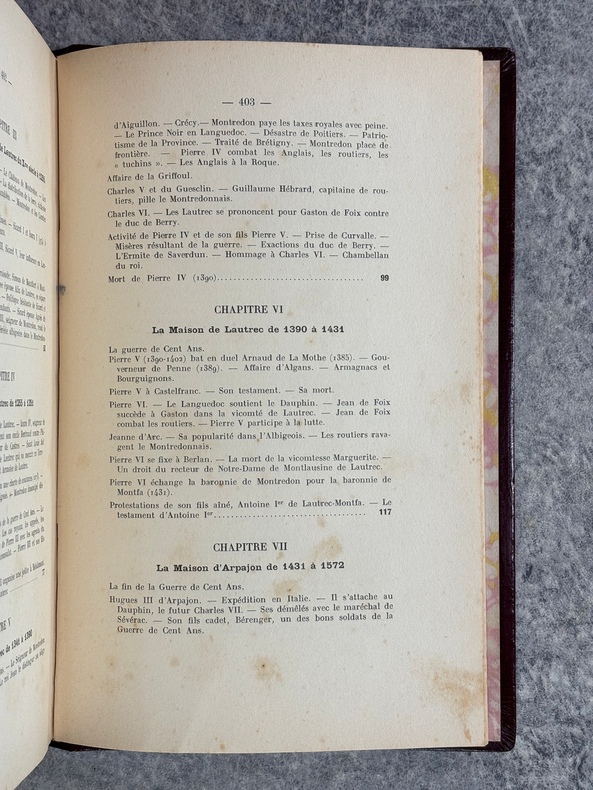 — 403 —
d'Aiguillon. — Crécy. — Montredon paye les taxes royales avec peine.
— Le Prince Noir en Languedoc. — Désastre de Poitiers. — Patrio-
tisme de la Province. — Traité de Brétigny. — Montredon place de
frontière. — Pierre IV combat les Anglais, les routiers, les
« tuchins ». — Les Anglais à la Roque.
Affaire de la Griffoul.
Charles V et du Guesclin. — Guillaume Hébrard, capitaine de rou-
tiers, pille le Montredonnais.
Charles VI. — Les Lautrec se prononcent pour Gaston de Foix contre
le duc de Berry.
Activité de Pierre IV et de son fils Pierre V. — Prise de Curvalle. —
Misères résultant de la guerre. — Exactions du duc de Berry. —
L'Ermite de Saverdun. — Hommage à Charles VI. — Chambellan
du roi.
Mort de Pierre IV (1390)................................ 99
CHAPITRE VI
La Maison de Lautrec de 1390 à 1431
La guerre de Cent Ans.
Pierre V (1390-1402) bat en duel Arnaud de La Mothe (1385). — Gou-
verneur de Penne (1389). — Affaire d'Algans. — Armagnacs et
Bourguignons.
Pierre V à Castelfranc. — Son testament. — Sa mort.
Pierre VI. — Le Languedoc soutient le Dauphin. — Jean de Foix
succède à Gaston dans la vicomté de Lautrec. — Jean de Foix
combat les routiers. — Pierre V participe à la lutte.
Jeanne d'Arc. — Sa popularité dans l'Albigeois. — Les routiers rava-
gent le Montredonnais.
Pierre VI se fixe à Berlan. — La mort de la vicomtesse Marguerite. —
Un droit du recteur de Notre-Dame de Montlausine de Lautrec.
Pierre VI échange la baronnie de Montredon pour la baronnie de
Montfa (1431).
Protestations de son fils aîné, Antoine Ier de Lautrec-Montfa. — Le
testament d'Antoine Ier................................ 117
CHAPITRE VII
La Maison d'Arpajon de 1431 à 1572
La fin de la Guerre de Cent Ans.
Hugues III d'Arpajon. — Expédition en Italie. — Il s'attache au
Dauphin, le futur Charles VII. — Ses démêlés avec le maréchal de
Sévérac. — Son fils cadet, Bérenger, un des bons soldats de la
Guerre de Cent Ans.